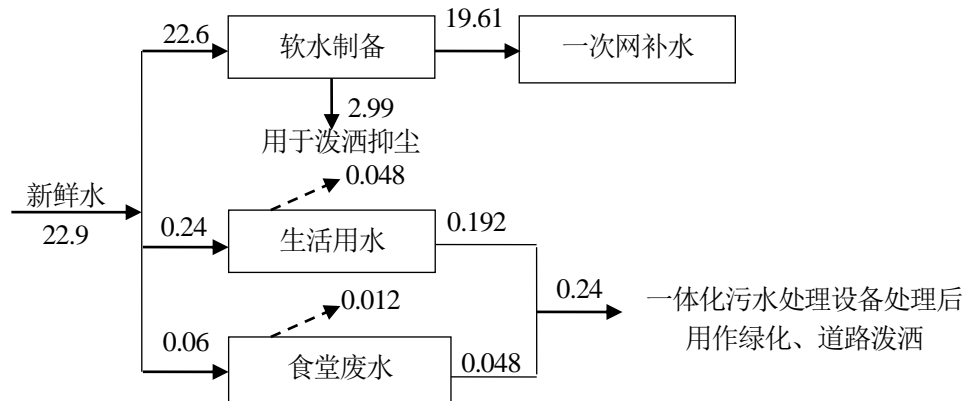 22.6
软水制备
19.61
一次网补水
2.99
用于泼洒抑尘
新鲜水
22.9
0.048
0.24
生活用水
0.192
0.012
0.06
食堂废水
0.048
0.24
一体化污水处理设备处理后
用作绿化、道路泼洒